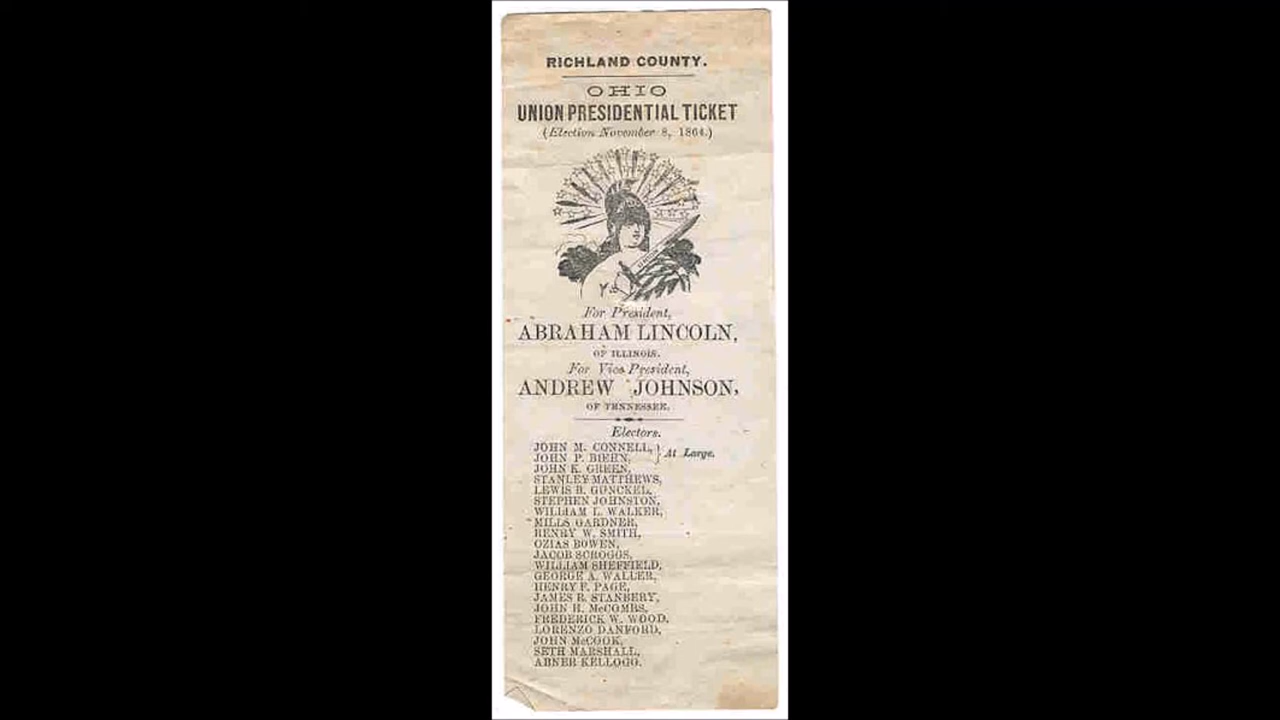 RICHLAND COUNTY.
OHIO
UNION PRESIDENTIAL TICKET
(Election November 8, 1864.)
UNION
For President,
ABRAHAM LINCOLN,
OF ILLINOIS.
For Vice President,
ANDREW JOHNSON,
OF TENNESSEE.
Electors.
JOHN M. CONNELL,
JOHN P. BIEHN, } At Large.
JOHN K. GREEN,
STANLEY MATTHEWS,
LEWIS B. GUNCKEL,
STEPHEN JOHNSTON,
WILLIAM L. WALKER,
MILLS GARDNER,
HENRY W. SMITH,
OZIAS BOWEN,
JACOB SCROGGS,
WILLIAM SHEFFIELD,
GEORGE A. WALLER,
HENRY F. PAGE,
JAMES R. STANBERY,
JOHN H. McCOMBS,
FREDERICK W. WOOD,
LORENZO DANFORD,
JOHN McCOOK,
SETH MARSHALL,
ABNER KELLOGG.